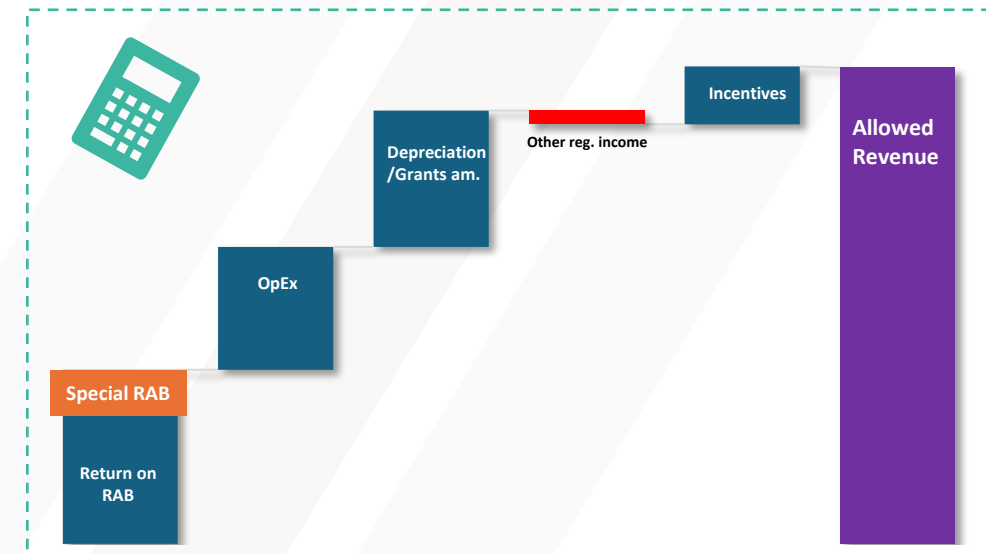 Special RAB
Return on
RAB
OpEx
Depreciation
/Grants am.
Other reg. income
Incentives
Allowed
Revenue